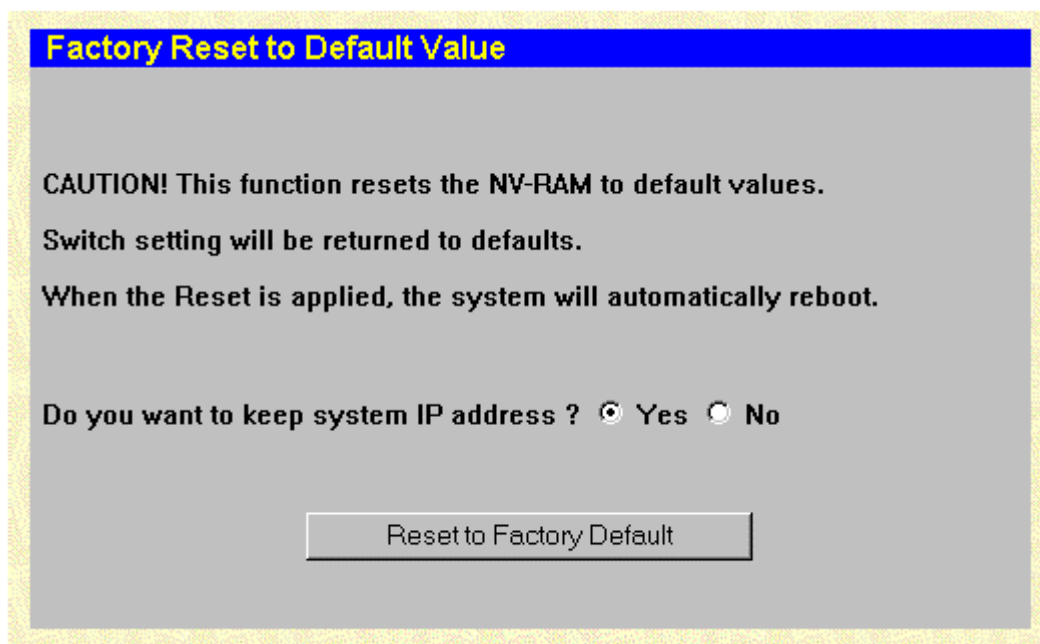 Factory Reset to Default Value
CAUTION! This function resets the NV-RAM to default values.
Switch setting will be returned to defaults.
When the Reset is applied, the system will automatically reboot.
Do you want to keep system IP address ? Yes No
Reset to Factory Default